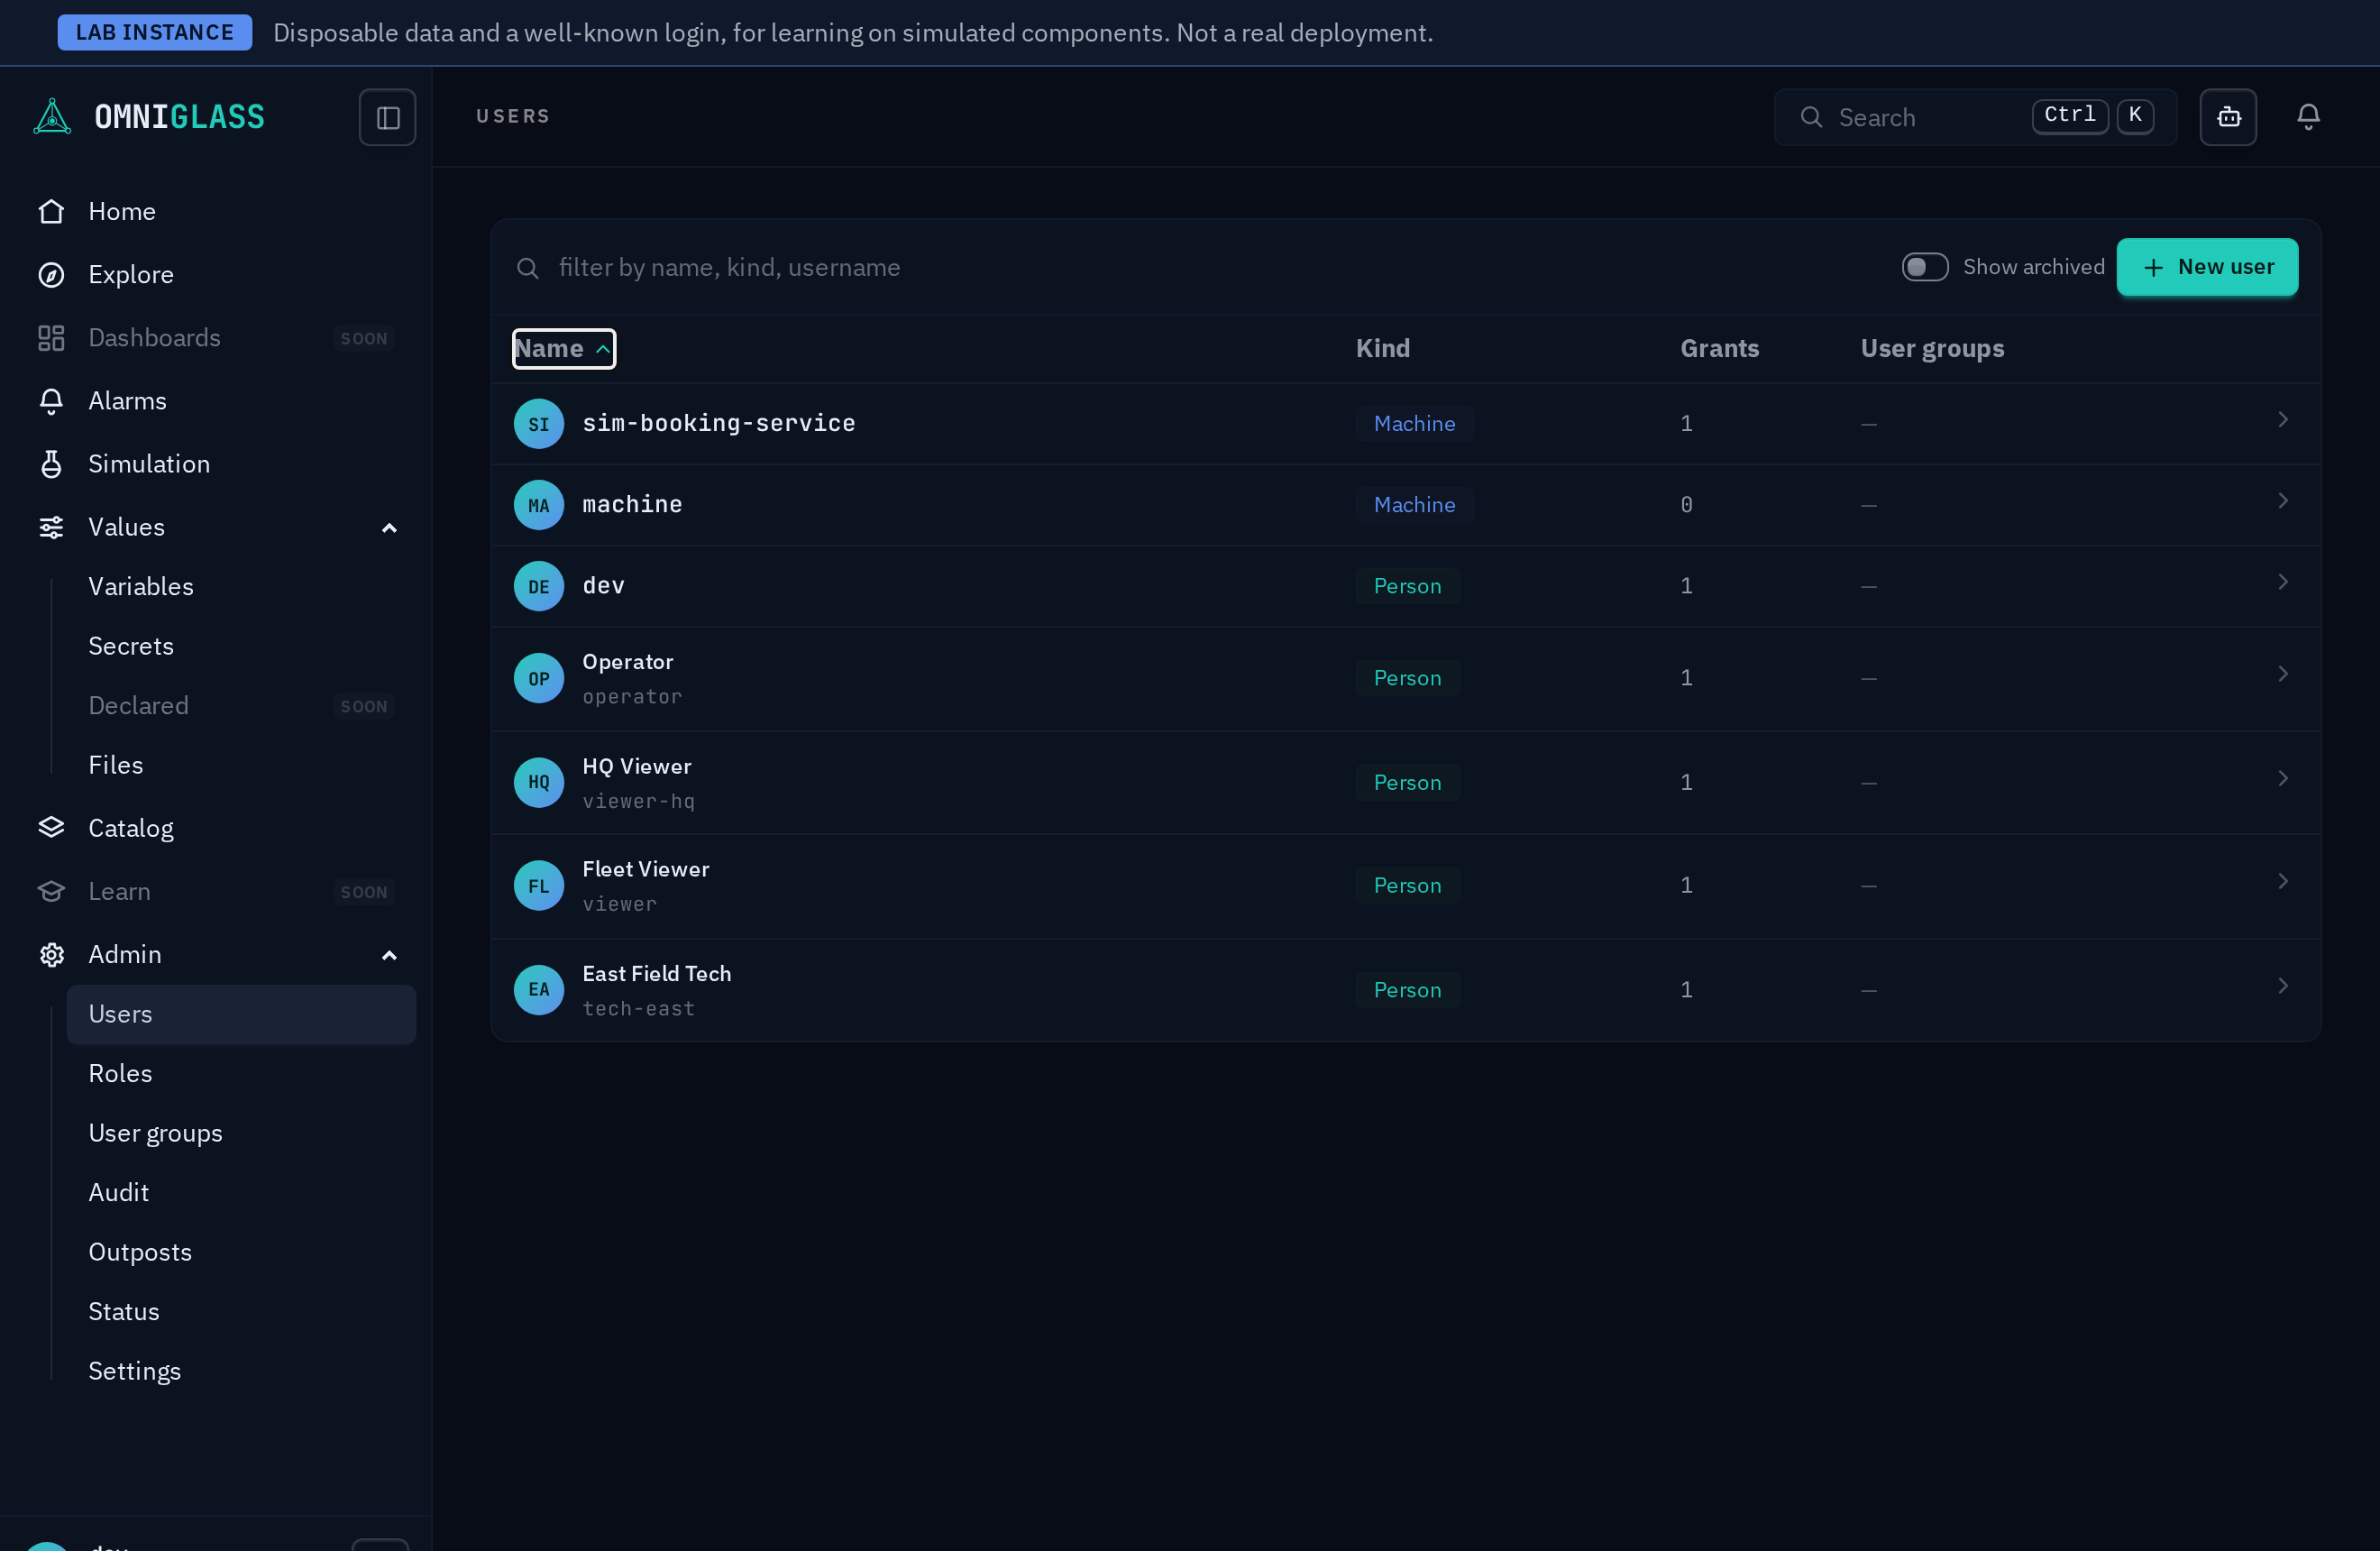 LAB INSTANCE Disposable data and a well-known login, for learning on simulated components. Not a real deployment.
OMNIGLASS
USERS
Search Ctrl K
Home
Explore
Dashboards SOON
Alarms
Simulation
Values
Variables
Secrets
Declared SOON
Files
Catalog
Learn SOON
Admin
Users
Roles
User groups
Audit
Outposts
Status
Settings
filter by name, kind, username
Show archived
New user
Name Kind Grants User groups
SI sim-booking-service Machine 1 —
MA machine Machine 0 —
DE dev Person 1 —
OP Operator Person 1 —
operator
HQ HQ Viewer Person 1 —
viewer-hq
FL Fleet Viewer Person 1 —
viewer
EA East Field Tech Person 1 —
tech-east